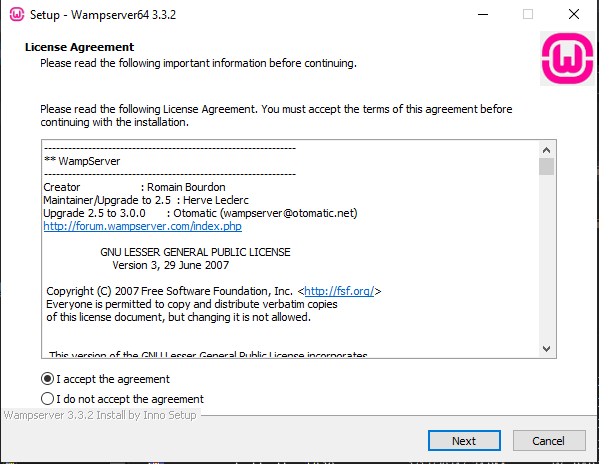 Setup - Wampserver64 3.3.2
License Agreement
Please read the following important information before continuing.
Please read the following License Agreement. You must accept the terms of this agreement before
continuing with the installation.
---------------------------------------------------------------
** WampServer
---------------------------------------------------------------
Creator : Romain Bourdon
Maintainer/Upgrade to 2.5 : Herve Leclerc
Upgrade 2.5 to 3.0.0 : Otomatic (wampserver@otomatic.net)
http://forum.wampserver.com/index.php
GNU LESSER GENERAL PUBLIC LICENSE
Version 3, 29 June 2007
Copyright (C) 2007 Free Software Foundation, Inc. <http://fsf.org/>
Everyone is permitted to copy and distribute verbatim copies
of this license document, but changing it is not allowed.
This version of the GNU Lesser General Public License incorporates
I accept the agreement
I do not accept the agreement
Wampserver 3.3.2 Install by Inno Setup
Next
Cancel